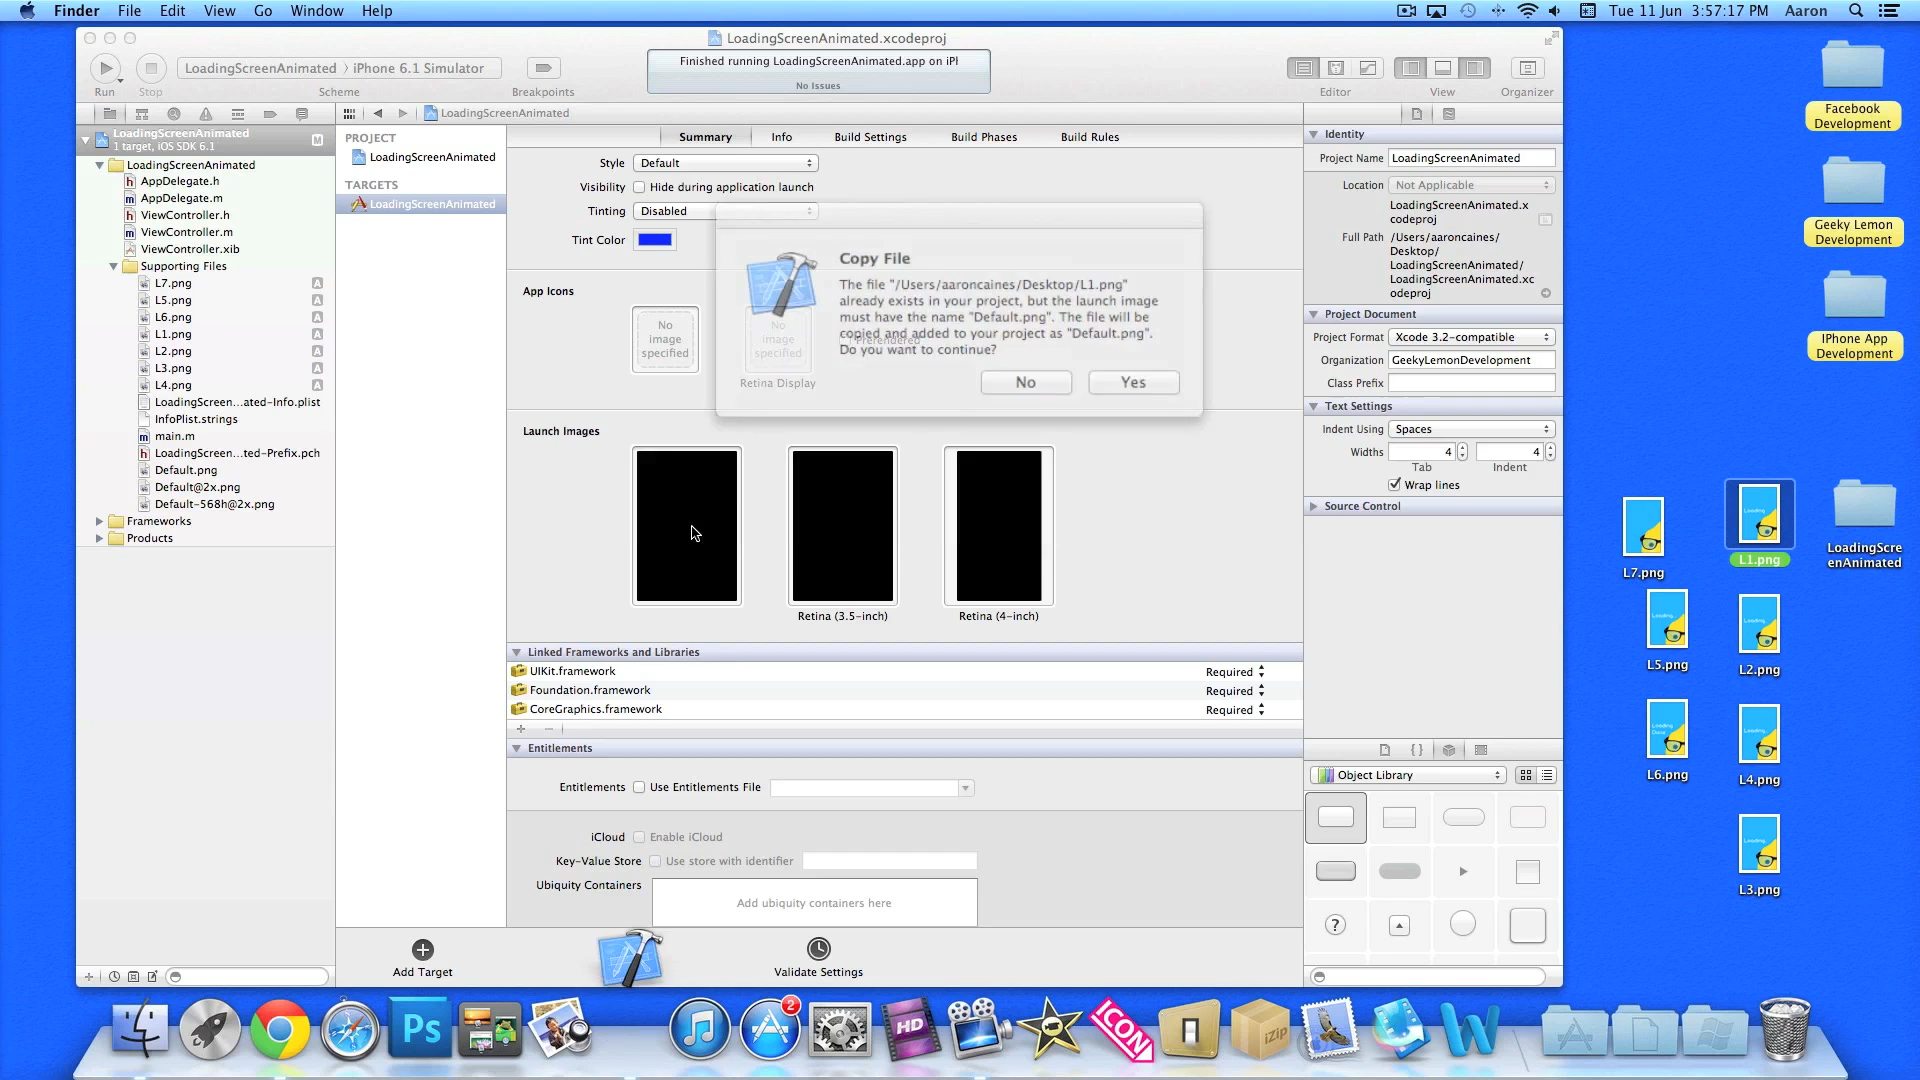 Finder File Edit View Go Window Help
Tue 11 Jun 3:57:17 PM Aaron
LoadingScreenAnimated.xcodeproj
LoadingScreenAnimated 〉 iPhone 6.1 Simulator
Finished running LoadingScreenAnimated.app on iPl
No Issues
Run Stop Scheme Breakpoints Editor View Organizer
LoadingScreenAnimated
1 target, iOS SDK 6.1
M
LoadingScreenAnimated
AppDelegate.h
AppDelegate.m
ViewController.h
ViewController.m
ViewController.xib
Supporting Files
L7.png A
L5.png A
L6.png A
L1.png A
L2.png A
L3.png A
L4.png A
LoadingScreen...ated-Info.plist
InfoPlist.strings
main.m
LoadingScreen...ted-Prefix.pch
Default.png
Default@2x.png
Default-568h@2x.png
Frameworks
Products
LoadingScreenAnimated
PROJECT
LoadingScreenAnimated
TARGETS
LoadingScreenAnimated
Summary Info Build Settings Build Phases Build Rules
Style Default
Visibility Hide during application launch
Tinting Disabled
Tint Color
App Icons
No
image
specified
No
image
specified
Retina Display
Prerendered
Copy File
The file "/Users/aaroncaines/Desktop/L1.png"
already exists in your project, but the launch image
must have the name "Default.png". The file will be
copied and added to your project as "Default.png".
Do you want to continue?
No Yes
Launch Images
Retina (3.5-inch) Retina (4-inch)
Linked Frameworks and Libraries
UIKit.framework Required
Foundation.framework Required
CoreGraphics.framework Required
Entitlements
Entitlements Use Entitlements File
iCloud Enable iCloud
Key-Value Store Use store with identifier
Ubiquity Containers
Add ubiquity containers here
Add Target Validate Settings
Identity
Project Name LoadingScreenAnimated
Location Not Applicable
LoadingScreenAnimated.x
codeproj
Full Path /Users/aaroncaines/
Desktop/
LoadingScreenAnimated/
LoadingScreenAnimated.xc
odeproj
Project Document
Project Format Xcode 3.2-compatible
Organization GeekyLemonDevelopment
Class Prefix
Text Settings
Indent Using Spaces
Widths 4 4
Tab Indent
Wrap lines
Source Control
Object Library
Facebook
Development
Geeky Lemon
Development
IPhone App
Development
L7.png
L1.png
LoadingScre
enAnimated
L5.png
L2.png
L6.png
L4.png
L3.png
Ps
2
HD
ICON
iZip
W